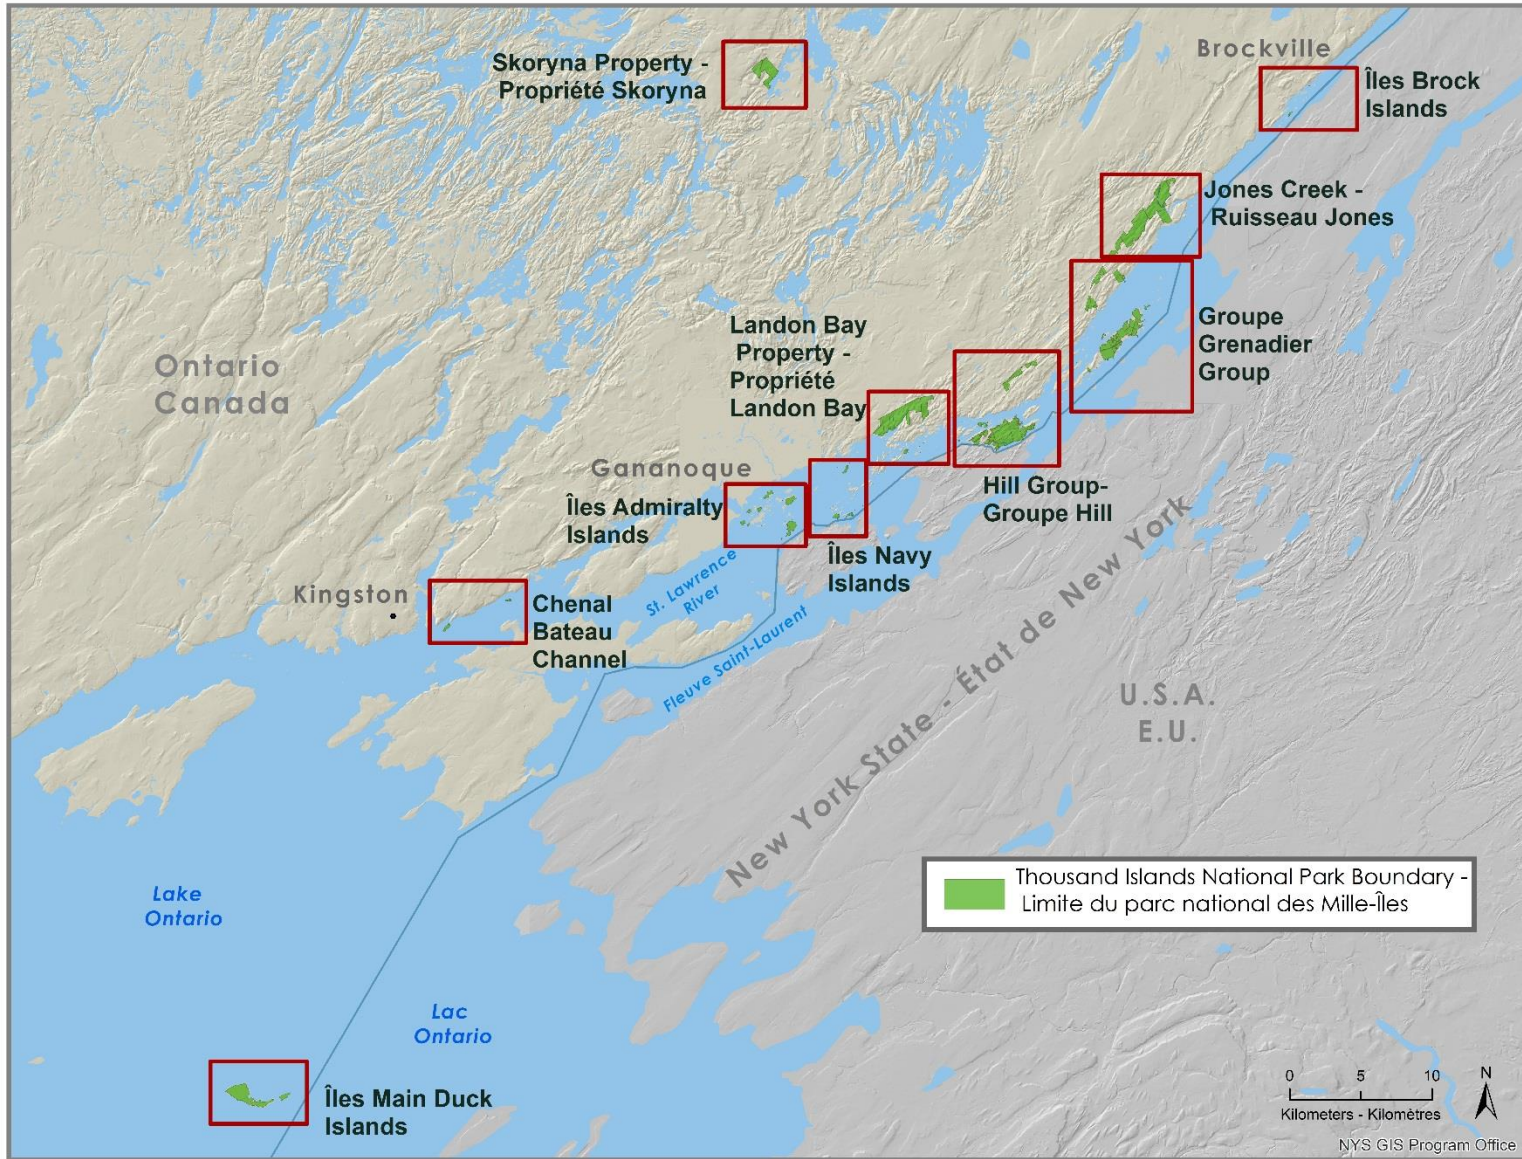 Brockville
Skoryna Property -
Propriété Skoryna
Îles Brock
Islands
Jones Creek -
Ruisseau Jones
Landon Bay
Property -
Propriété
Landon Bay
Groupe
Grenadier
Group
Ontario
Canada
Gananoque
Îles Admiralty
Islands
Hill Group-
Groupe Hill
Îles Navy
Islands
Kingston
Chenal
Bateau
Channel
St. Lawrence
River
Fleuve Saint-Laurent
New York State - État de New York
U.S.A.
E.U.
Thousand Islands National Park Boundary -
Limite du parc national des Mille-Îles
Lake
Ontario
Lac
Ontario
Îles Main Duck
Islands
0 5 10
Kilometers - Kilomètres
N
NYS GIS Program Office